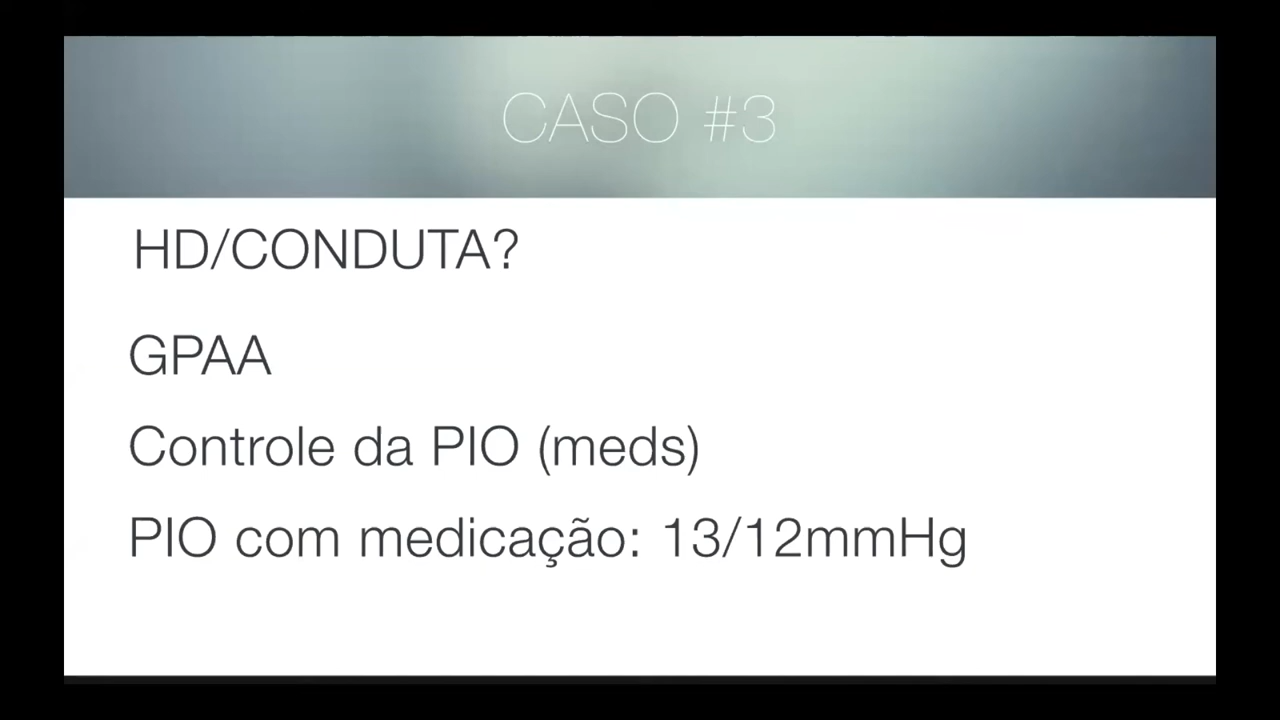 CASO #3
HD/CONDUTA?
GPAA
Controle da PIO (meds)
PIO com medicação: 13/12mmHg